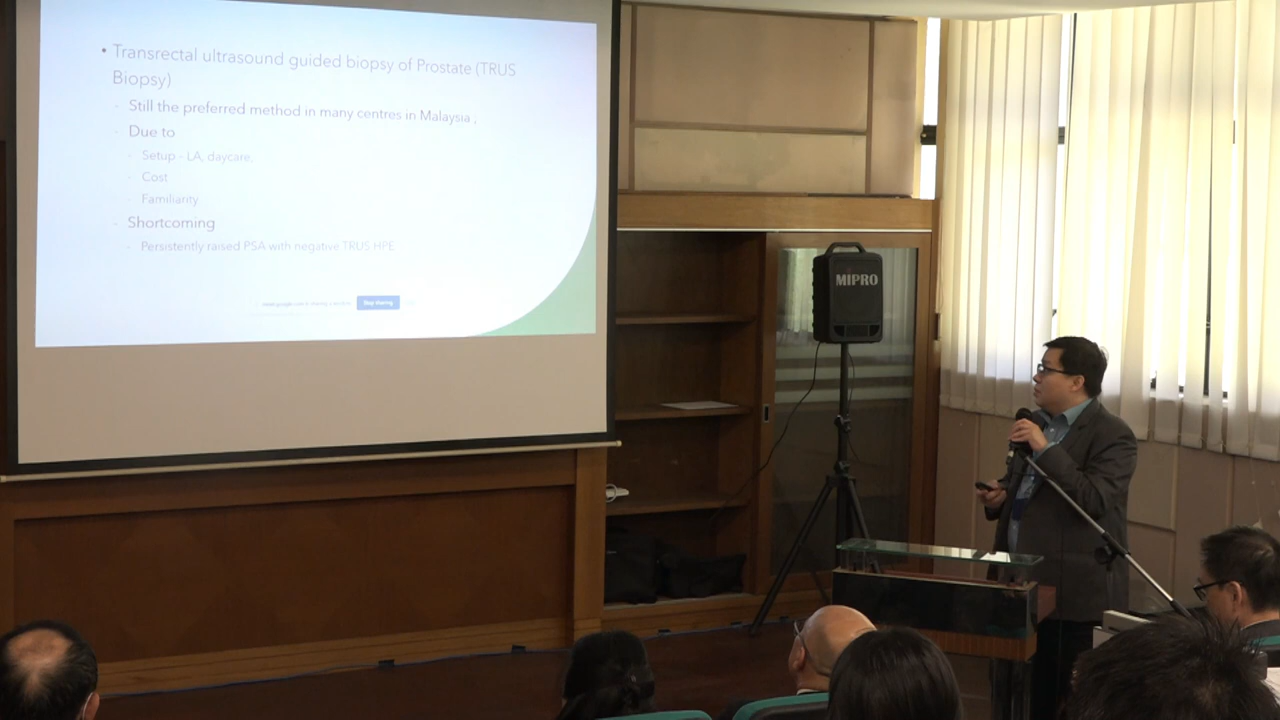 • Transrectal ultrasound guided biopsy of Prostate (TRUS
Biopsy)
- Still the preferred method in many centres in Malaysia ,
- Due to
- Setup - LA, daycare,
- Cost
- Familiarity
- Shortcoming
- Persistently raised PSA with negative TRUS HPE
Stop sharing
MIPRO